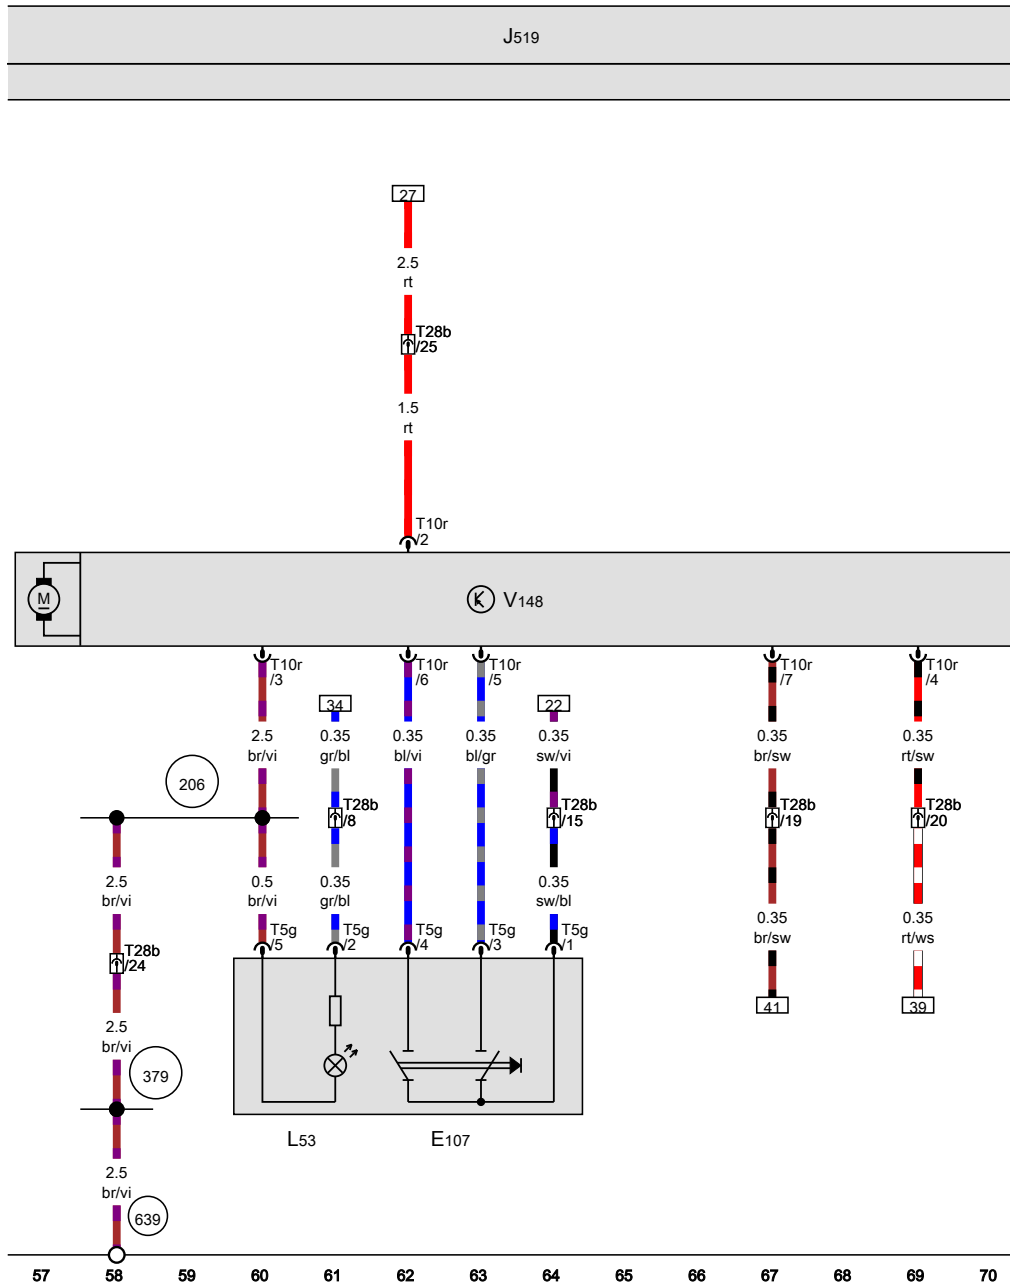 J519
27
2.5
rt
T28b
/25
1.5
rt
T10r
/2
M
V148
T10r
/3
T10r
/6
T10r
/5
T10r
/7
T10r
/4
34
22
2.5
br/vi
0.35
gr/bl
0.35
bl/vi
0.35
bl/gr
0.35
sw/vi
0.35
br/sw
0.35
rt/sw
206
T28b
/8
T28b
/15
T28b
/19
T28b
/20
2.5
br/vi
0.5
br/vi
0.35
gr/bl
0.35
sw/bl
0.35
br/sw
0.35
rt/ws
T5g
/5
T5g
/2
T5g
/4
T5g
/3
T5g
/1
T28b
/24
41
39
2.5
br/vi
379
L53
E107
2.5
br/vi
639
57 58 59 60 61 62 63 64 65 66 67 68 69 70